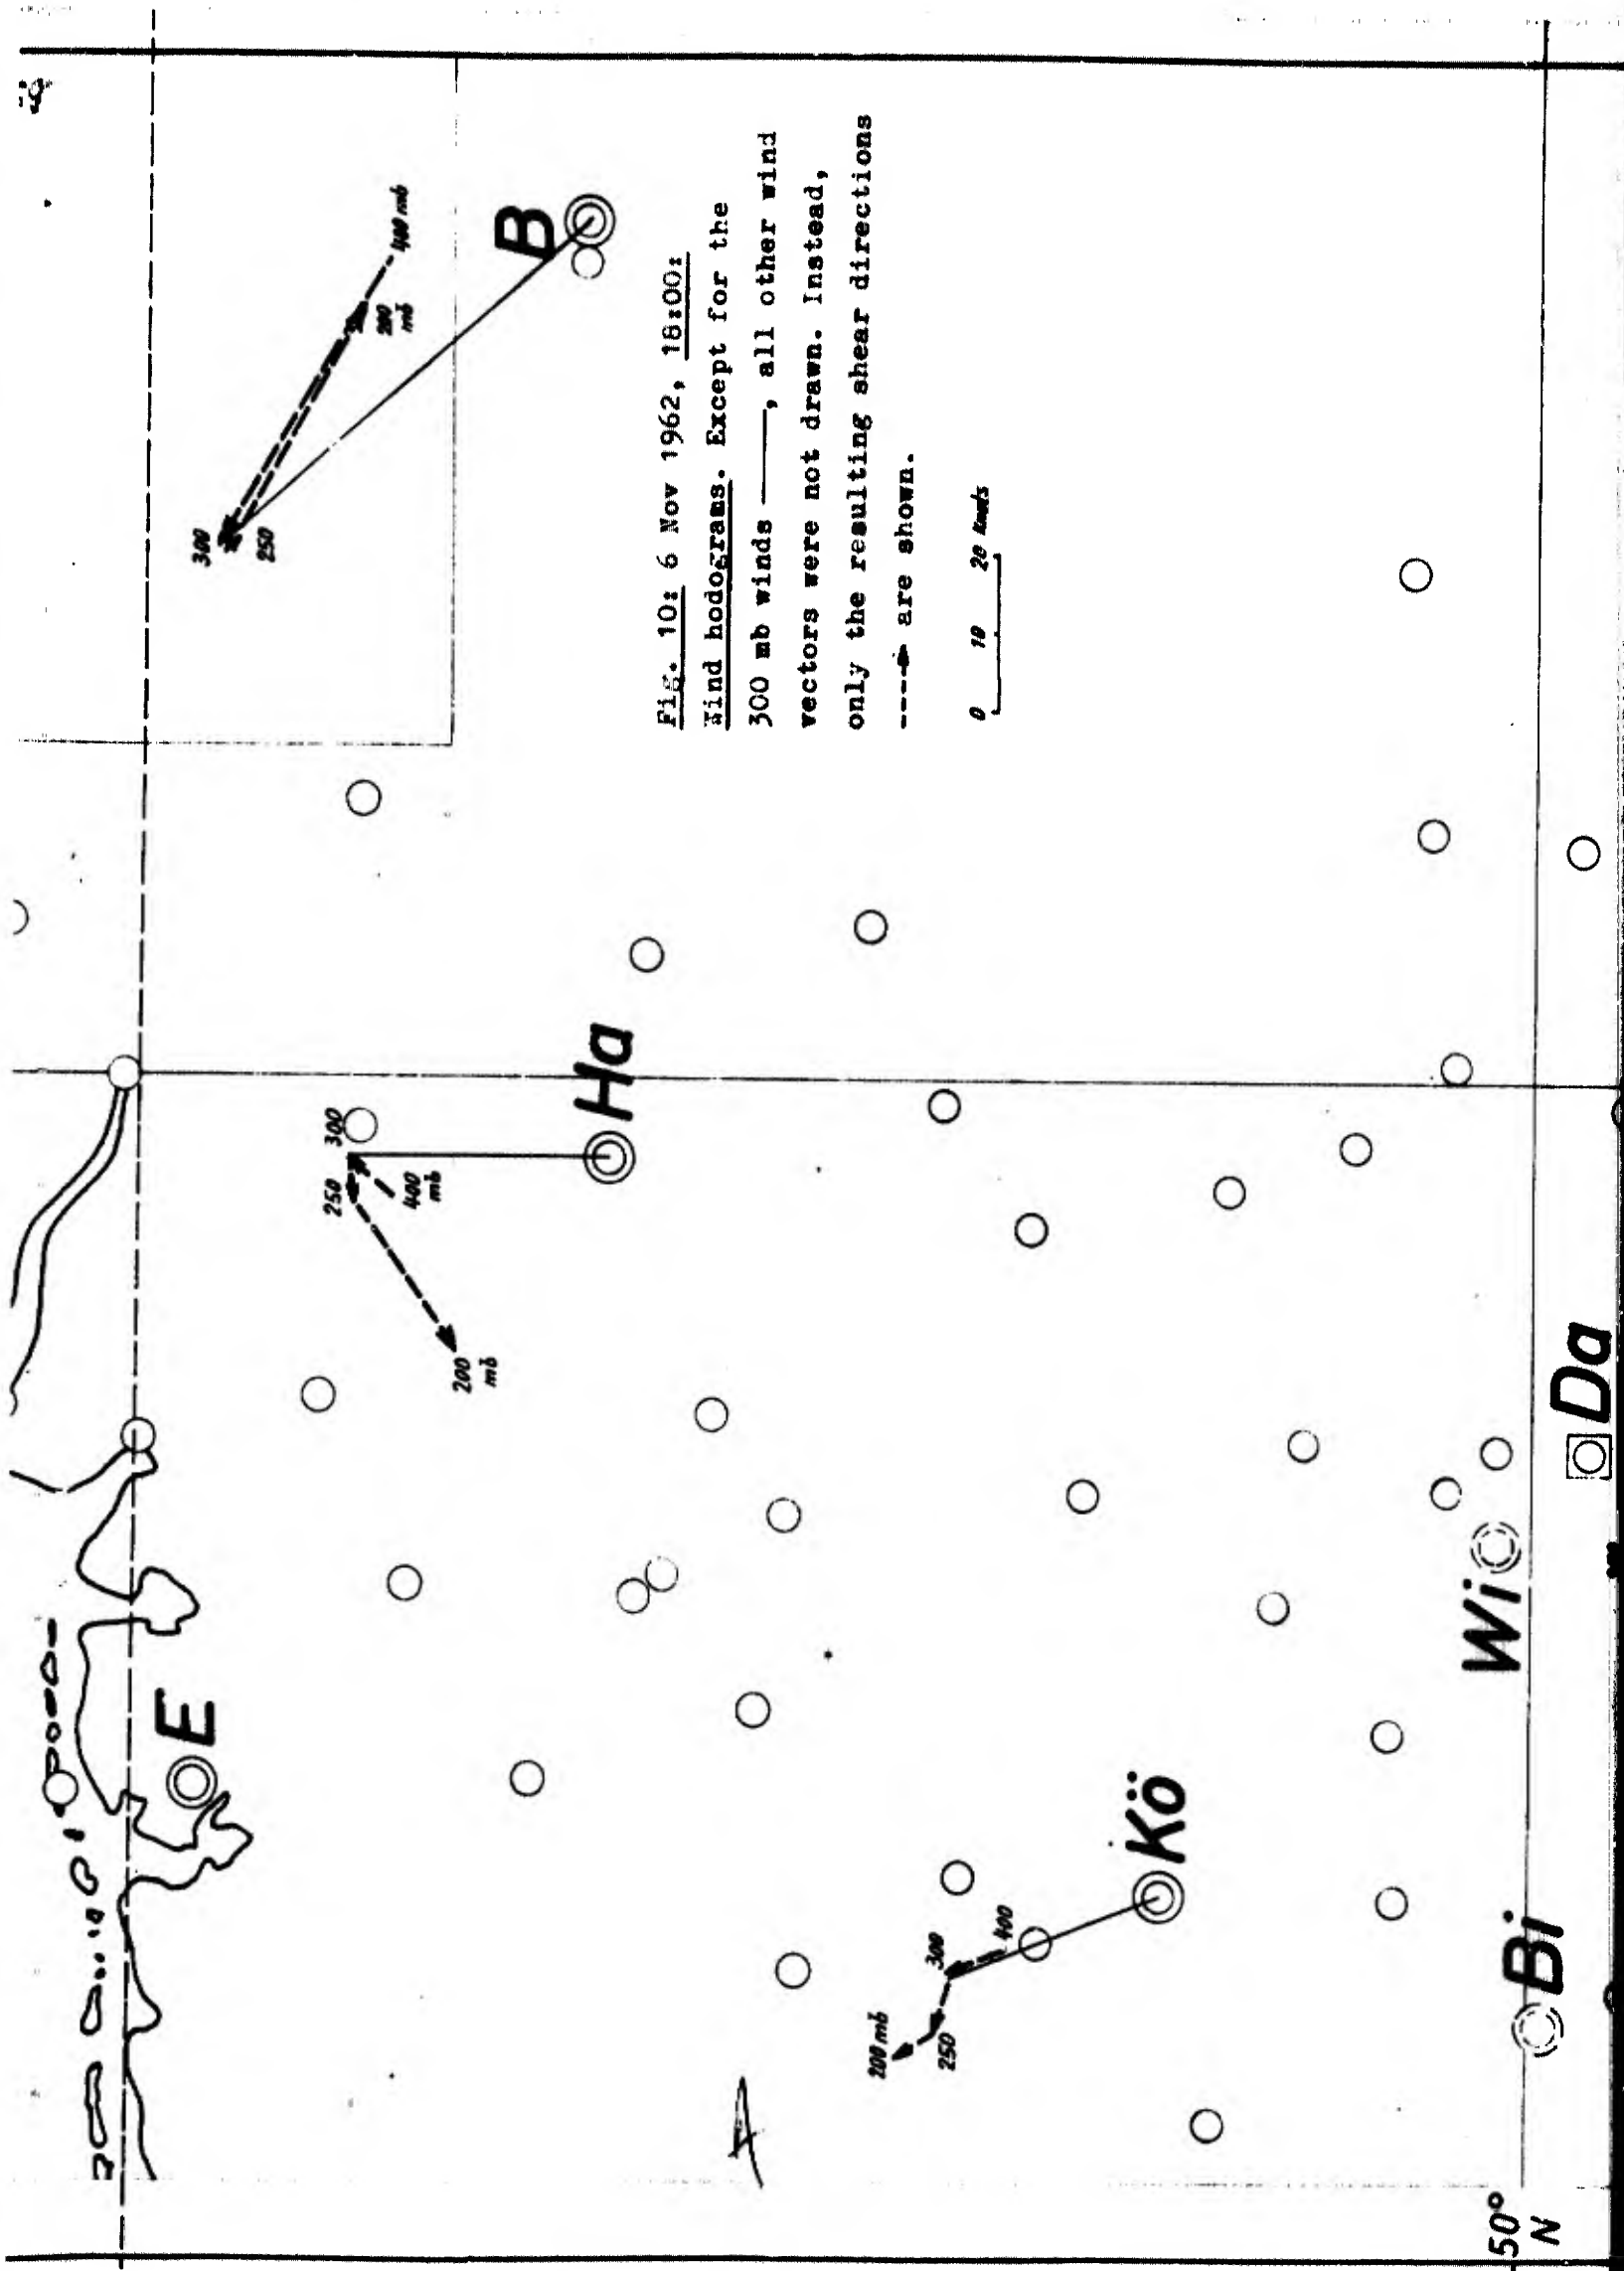 300
250
200
mb
400 mb
B
Fig. 10: 6 Nov 1962, 18:00:
Wind hodograms. Except for the
300 mb winds ——, all other wind
vectors were not drawn. Instead,
only the resulting shear directions
----► are shown.
0 10 20 Knots
E
250 300
400
mb
200
mb
Ha
300
400
200 mb
250
Kö
Wi
Da
Bi
50°
N